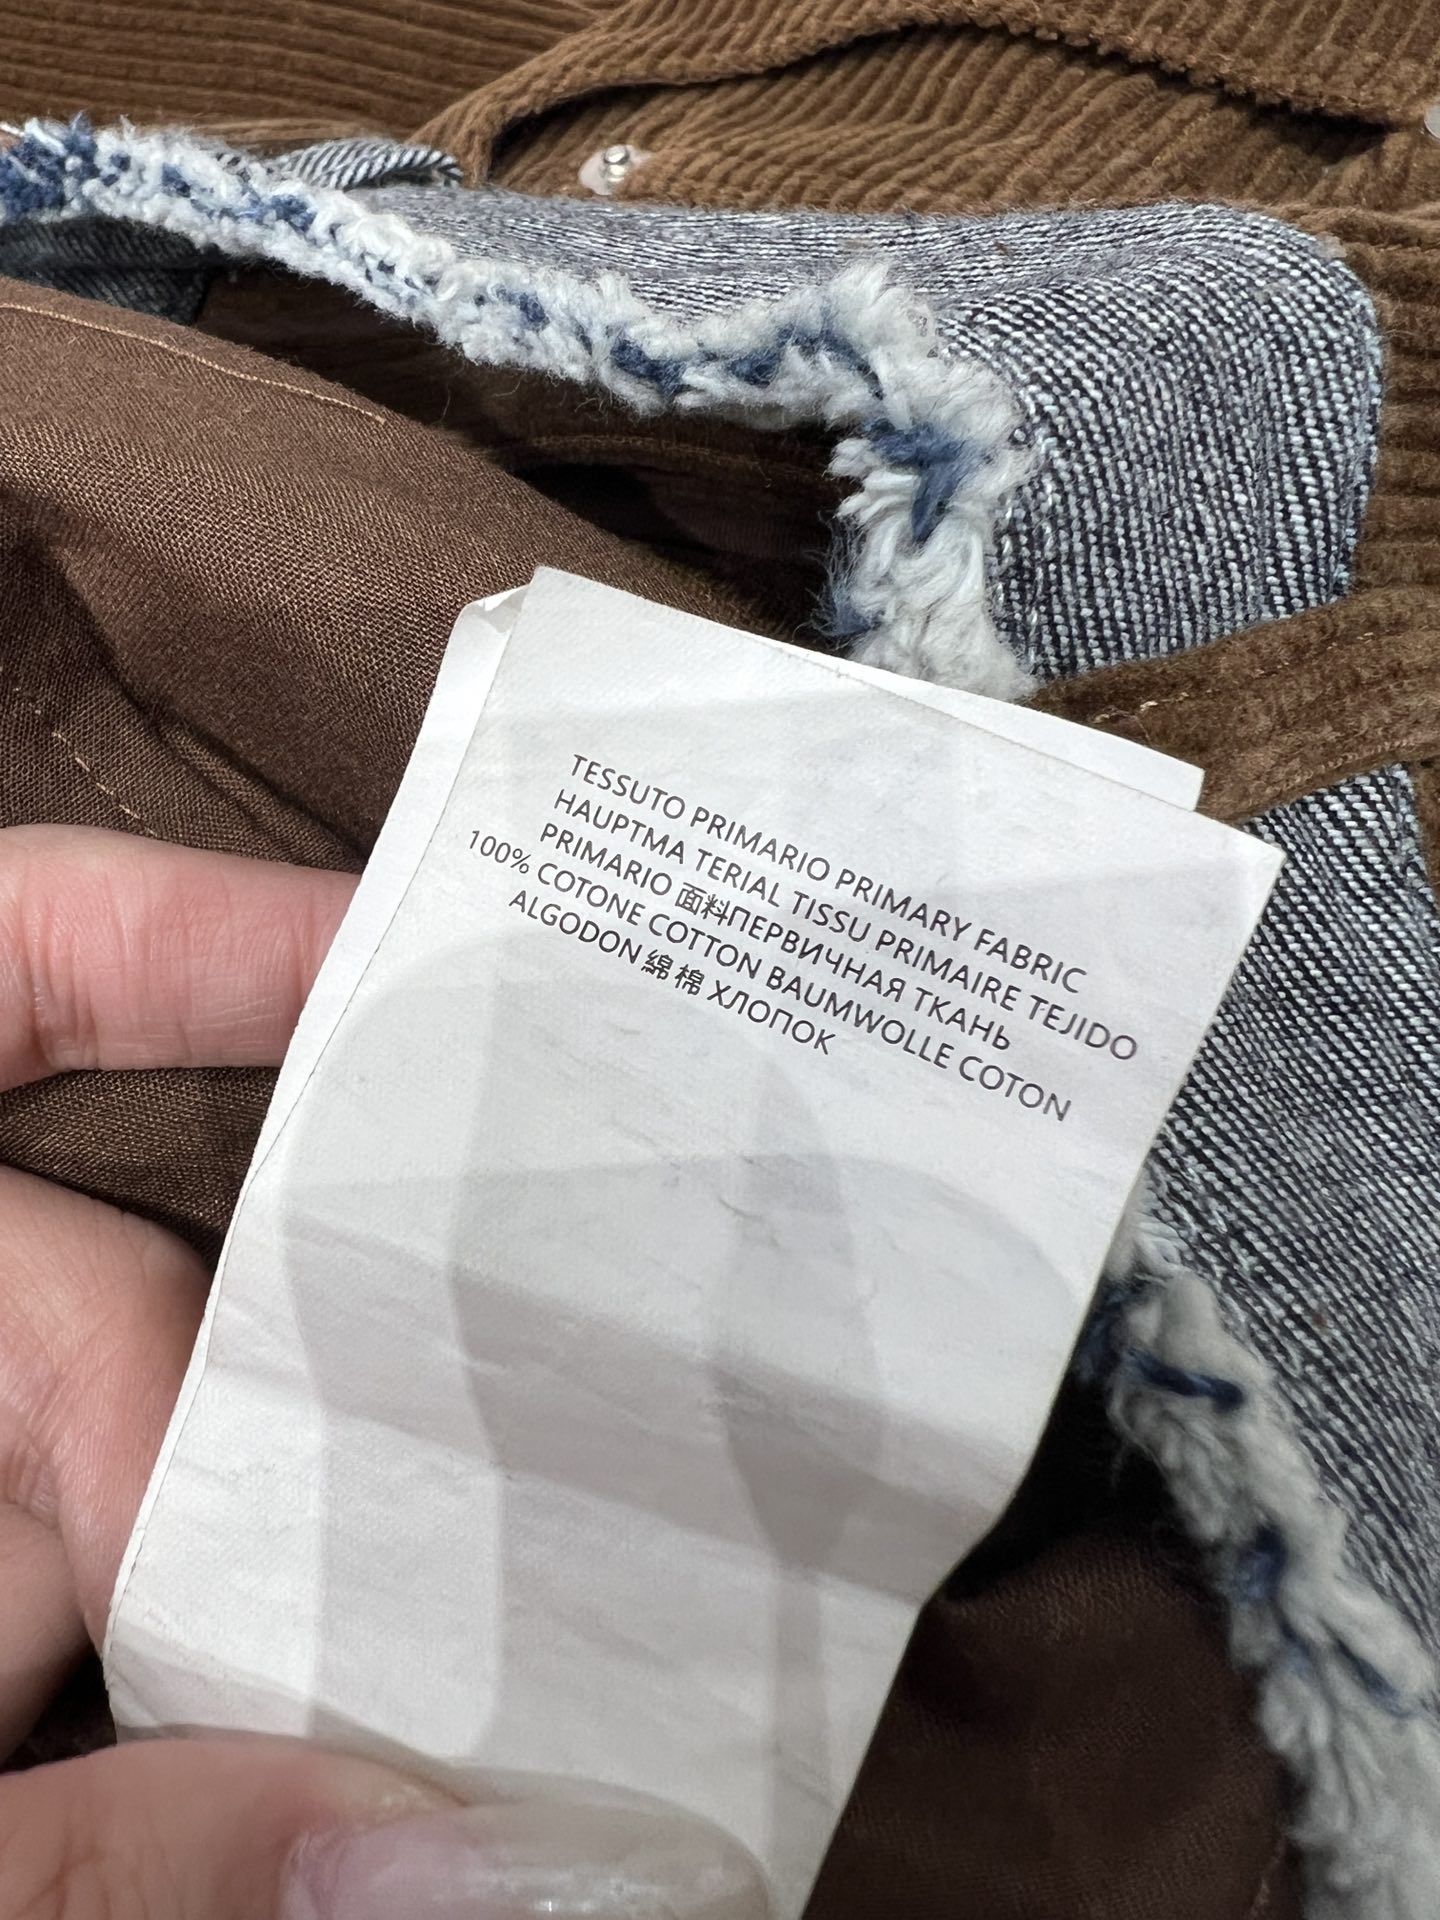 TESSUTO PRIMARIO PRIMARY FABRIC
HAUPTMA TERIAL TISSU PRIMAIRE TEJIDO
PRIMARIO 面料ПЕРВИЧНАЯ ТКАНЬ
100% COTONE COTTON BAUMWOLLE COTON
ALGODON 綿 棉 ХЛОПОК